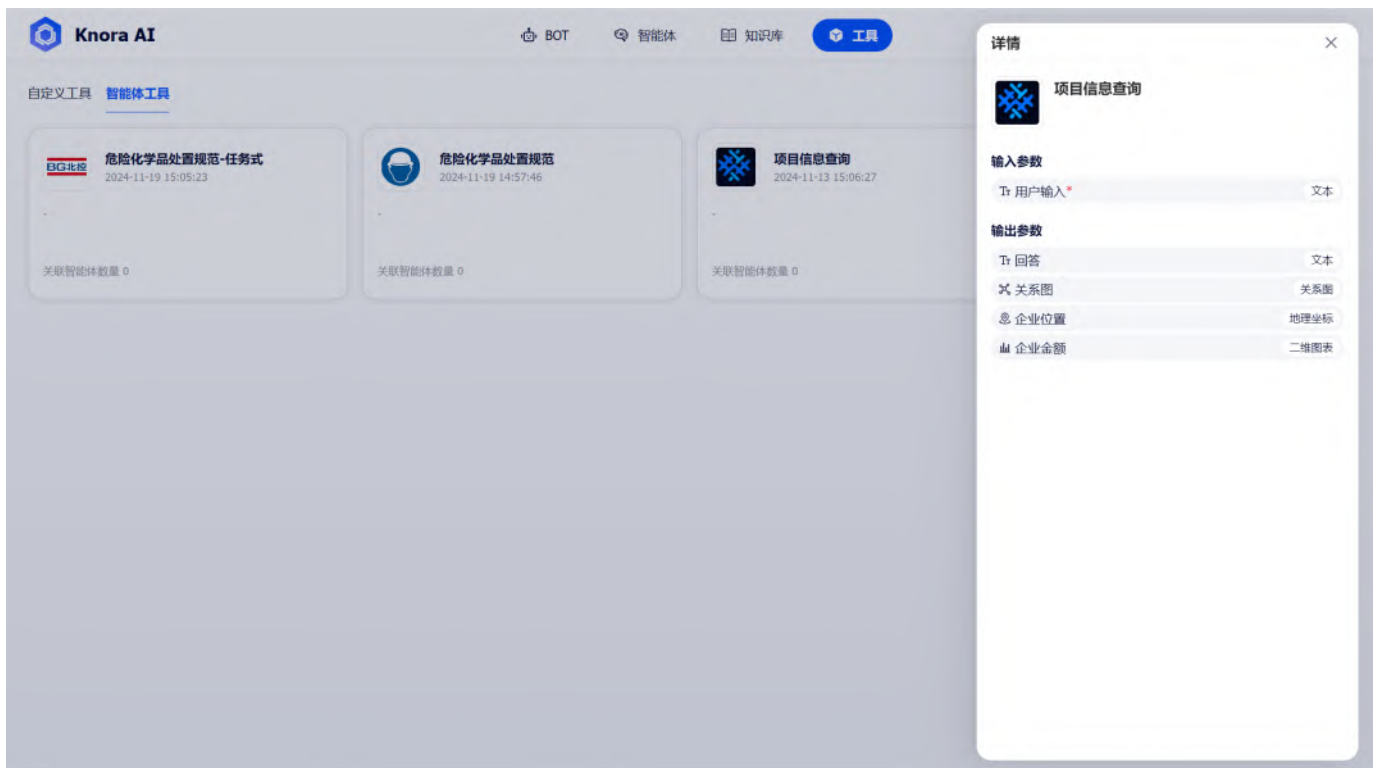 Knora AI
BOT
智能体
知识库
工具
自定义工具 智能体工具
BG北控
危险化学品处置规范-任务式
2024-11-19 15:05:23
-
关联智能体数量 0
危险化学品处置规范
2024-11-19 14:57:46
-
关联智能体数量 0
项目信息查询
2024-11-13 15:06:27
-
关联智能体数量 0
详情
项目信息查询
输入参数
Tr 用户输入* 文本
输出参数
Tr 回答 文本
关系图 关系图
企业位置 地理坐标
企业金额 二维图表